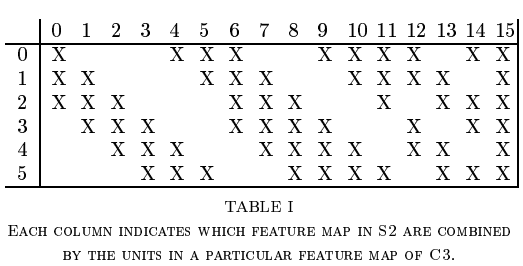 0 1 2 3 4 5 6 7 8 9 10 11 12 13 14 15
0 X X X X X X X X X X
1 X X X X X X X X X X
2 X X X X X X X X X X
3 X X X X X X X X X X
4 X X X X X X X X X X
5 X X X X X X X X X X
TABLE I
Each column indicates which feature map in S2 are combined
by the units in a particular feature map of C3.